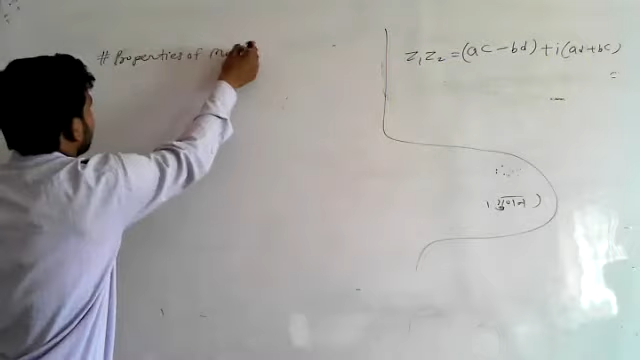 # Properties of
z₁z₂ = (ac - bd) + i(ad + bc)
=